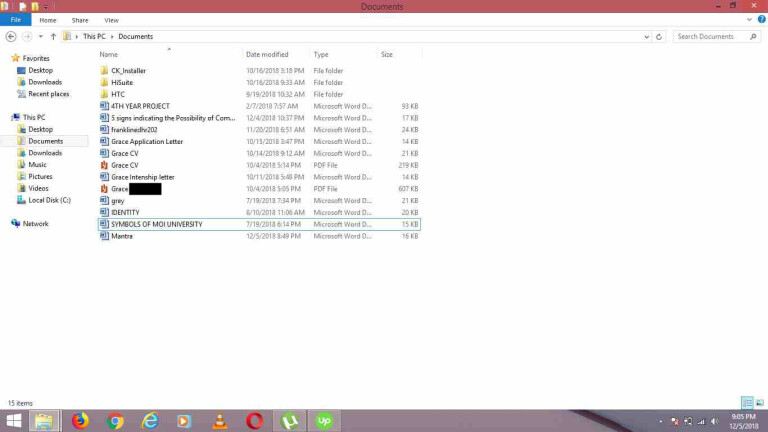 Documents
File Home Share View
This PC Documents Search Documents
Name Date modified Type Size
Favorites
Desktop
Downloads
Recent places
This PC
Desktop
Documents
Downloads
Music
Pictures
Videos
Local Disk (C:)
Network
CK_Installer 10/16/2018 3:18 PM File folder
HiSuite 10/16/2018 9:33 AM File folder
HTC 9/19/2018 10:32 AM File folder
4TH YEAR PROJECT 2/7/2018 7:57 AM Microsoft Word D... 93 KB
5 signs indicating the Possibility of Com... 12/4/2018 10:37 PM Microsoft Word D... 17 KB
franklinedhr202 11/20/2018 6:51 AM Microsoft Word D... 24 KB
Grace Application Letter 10/15/2018 3:47 PM Microsoft Word D... 14 KB
Grace CV 10/14/2018 9:12 AM Microsoft Word D... 21 KB
Grace CV 10/4/2018 5:14 PM PDF File 219 KB
Grace Intenship letter 10/11/2018 5:48 PM Microsoft Word D... 14 KB
Grace 10/4/2018 5:05 PM PDF File 607 KB
grey 7/19/2018 7:34 PM Microsoft Word D... 21 KB
IDENTITY 8/10/2018 11:06 AM Microsoft Word D... 20 KB
SYMBOLS OF MOI UNIVERSITY 7/19/2018 6:14 PM Microsoft Word D... 15 KB
Mantra 12/5/2018 8:49 PM Microsoft Word D... 16 KB
15 items
Up
9:05 PM
12/5/2018